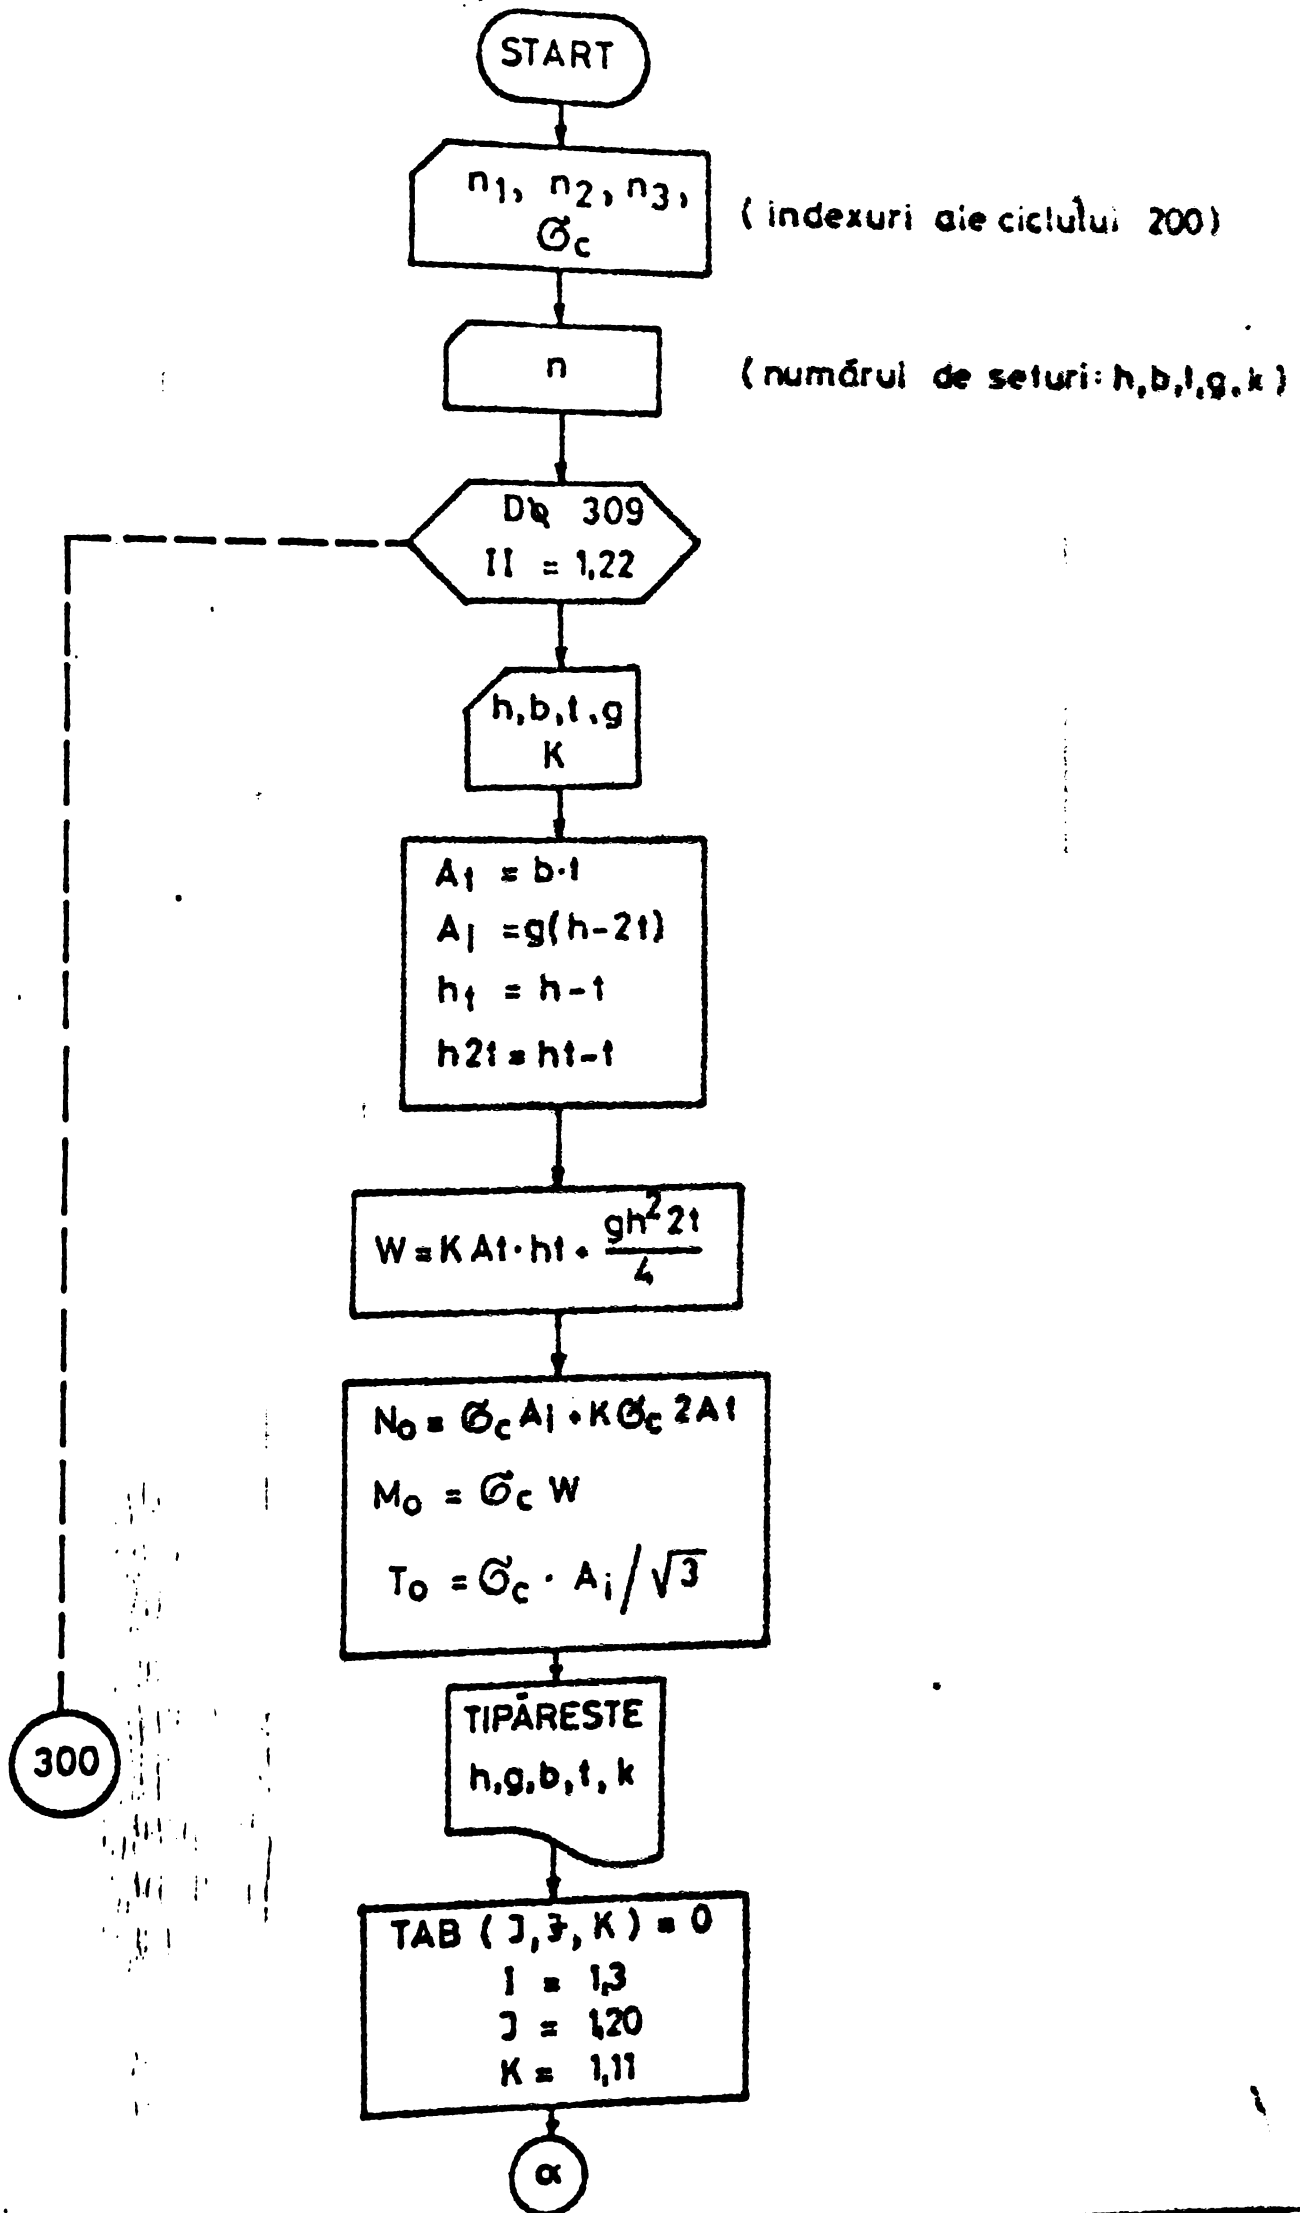 START
n1, n2, n3,
σc
(indexuri ale ciclului 200)
n
(numărul de seturi: h,b,t,g,k)
DO 309
II = 1,22
h,b,t,g
K
At = b·t
Ai = g(h-2t)
ht = h-t
h2t = ht-t
W = K At·ht + gh²2t/4
No = σc Ai + K σc 2At
Mo = σc W
To = σc · Ai / √3
300
TIPĂRESTE
h,g,b,t,k
TAB (I,J,K) = 0
I = 1,3
J = 1,20
K = 1,11
α